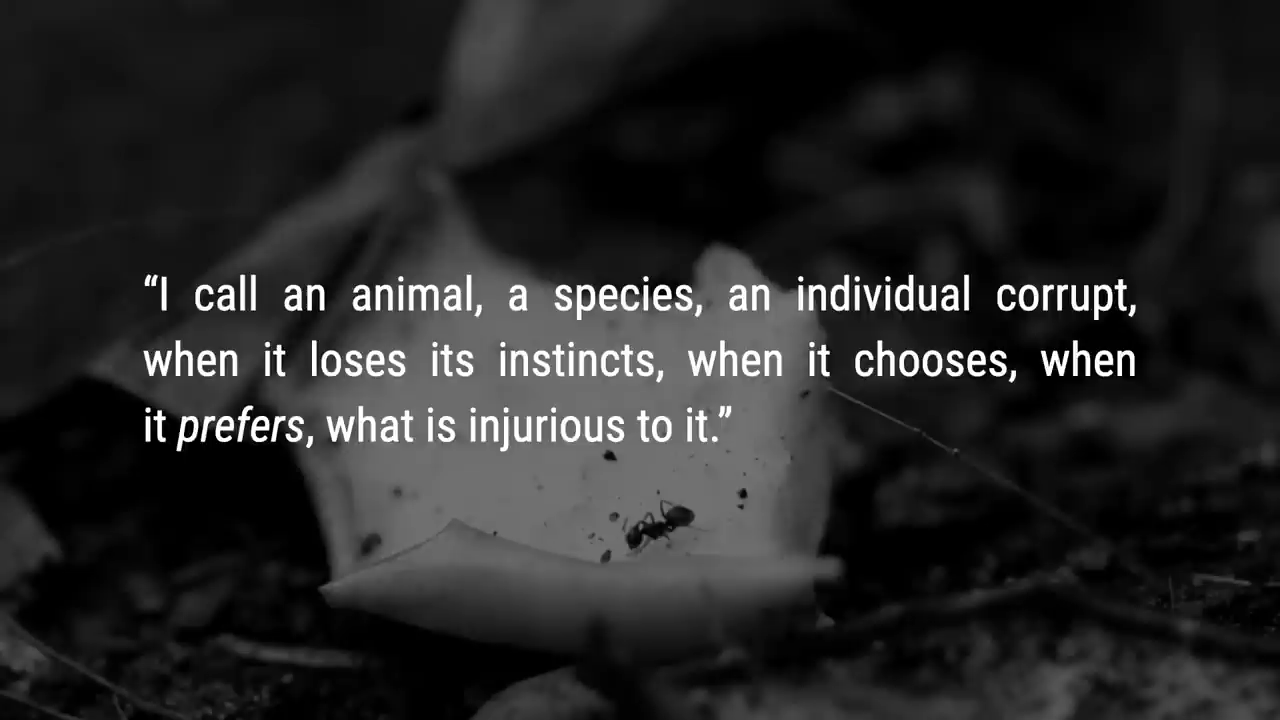 “I call an animal, a species, an individual corrupt,
when it loses its instincts, when it chooses, when
it prefers, what is injurious to it.”